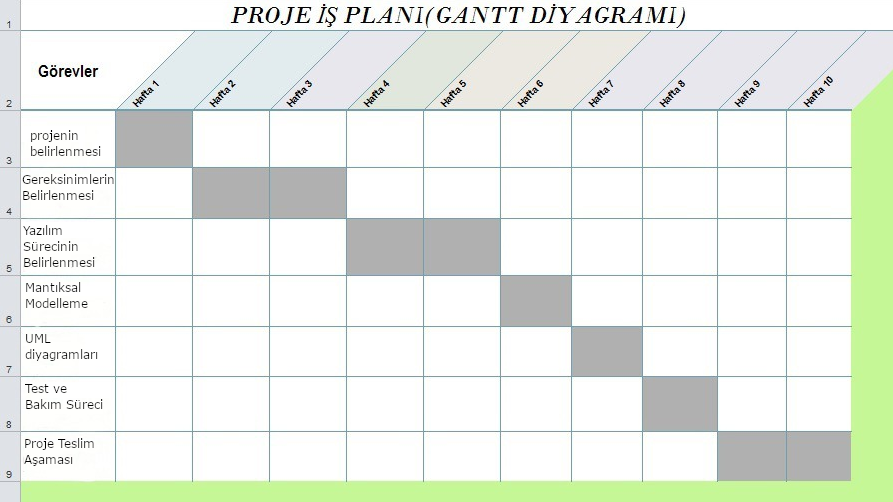 PROJE İŞ PLANI(GANTT DİYAGRAMI)
1
Görevler
Hafta 1
Hafta 2
Hafta 3
Hafta 4
Hafta 5
Hafta 6
Hafta 7
Hafta 8
Hafta 9
Hafta 10
2
projenin
belirlenmesi
3
Gereksinimlerin
Belirlenmesi
4
Yazılım
Sürecinin
Belirlenmesi
5
Mantıksal
Modelleme
6
UML
diyagramları
7
Test ve
Bakım Süreci
8
Proje Teslim
Aşaması
9